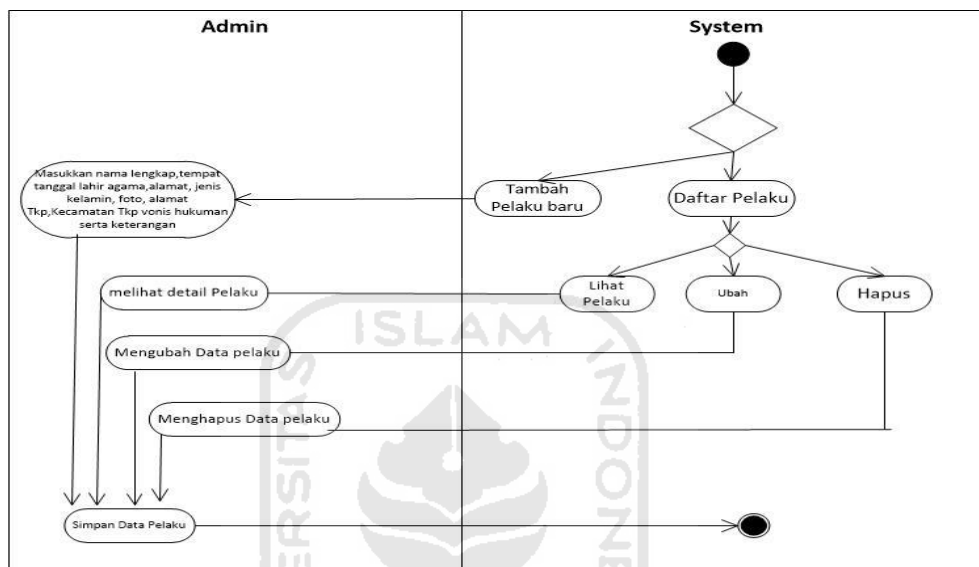 Admin
System
Masukkan nama lengkap,tempat
tanggal lahir agama,alamat, jenis
kelamin, foto, alamat
Tkp,Kecamatan Tkp vonis hukuman
serta keterangan
Tambah
Pelaku baru
Daftar Pelaku
melihat detail Pelaku
Lihat
Pelaku
Ubah
Hapus
Mengubah Data pelaku
Menghapus Data pelaku
Simpan Data Pelaku
ISLAM